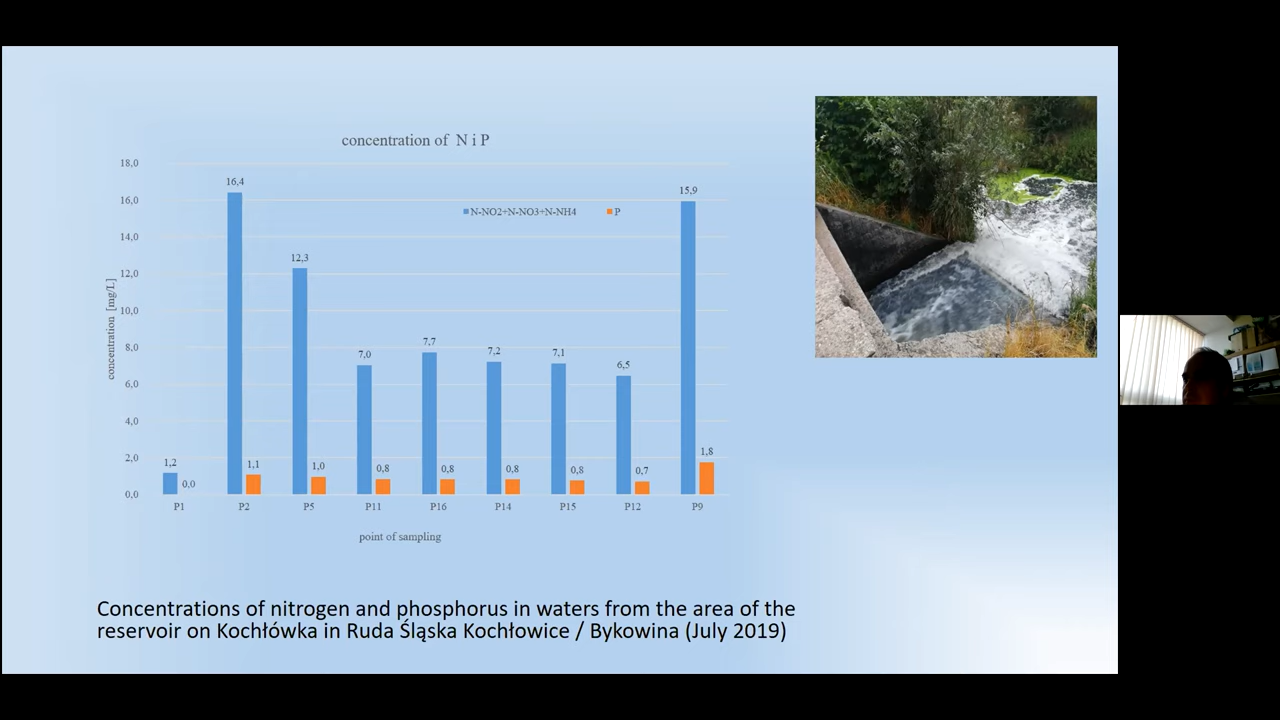 concentration of N i P
18,0
16,0
14,0
12,0
10,0
8,0
6,0
4,0
2,0
0,0
concentration [mg/L]
N-NO2+N-NO3+N-NH4 P
1,2 0,0
16,4 1,1
12,3 1,0
7,0 0,8
7,7 0,8
7,2 0,8
7,1 0,8
6,5 0,7
15,9 1,8
P1 P2 P5 P11 P16 P14 P15 P12 P9
point of sampling
Concentrations of nitrogen and phosphorus in waters from the area of the
reservoir on Kochłówka in Ruda Śląska Kochłowice / Bykowina (July 2019)